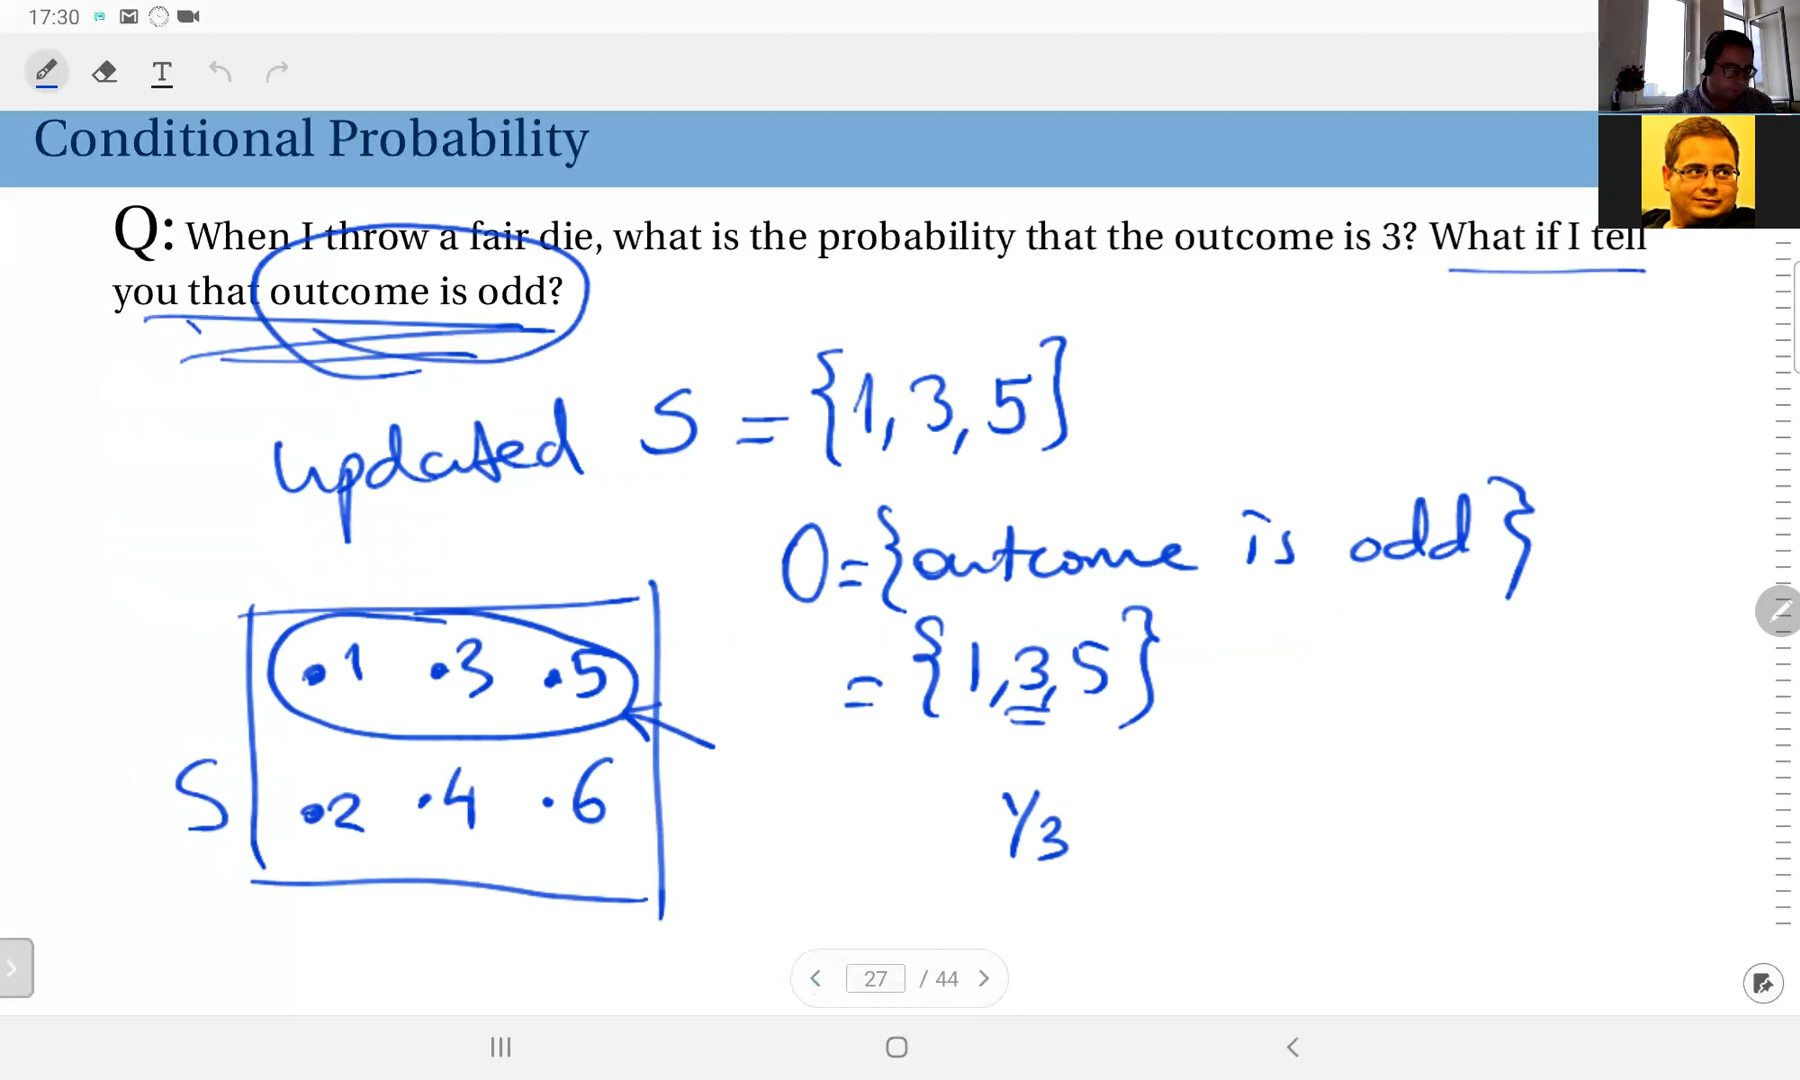 17:30
Conditional Probability
Q: When I throw a fair die, what is the probability that the outcome is 3? What if I tell
you that outcome is odd?
updated S = {1, 3, 5}
O = {outcome is odd}
= {1, 3, 5}
.1 .3 .5
S .2 .4 .6
1/3
27 / 44